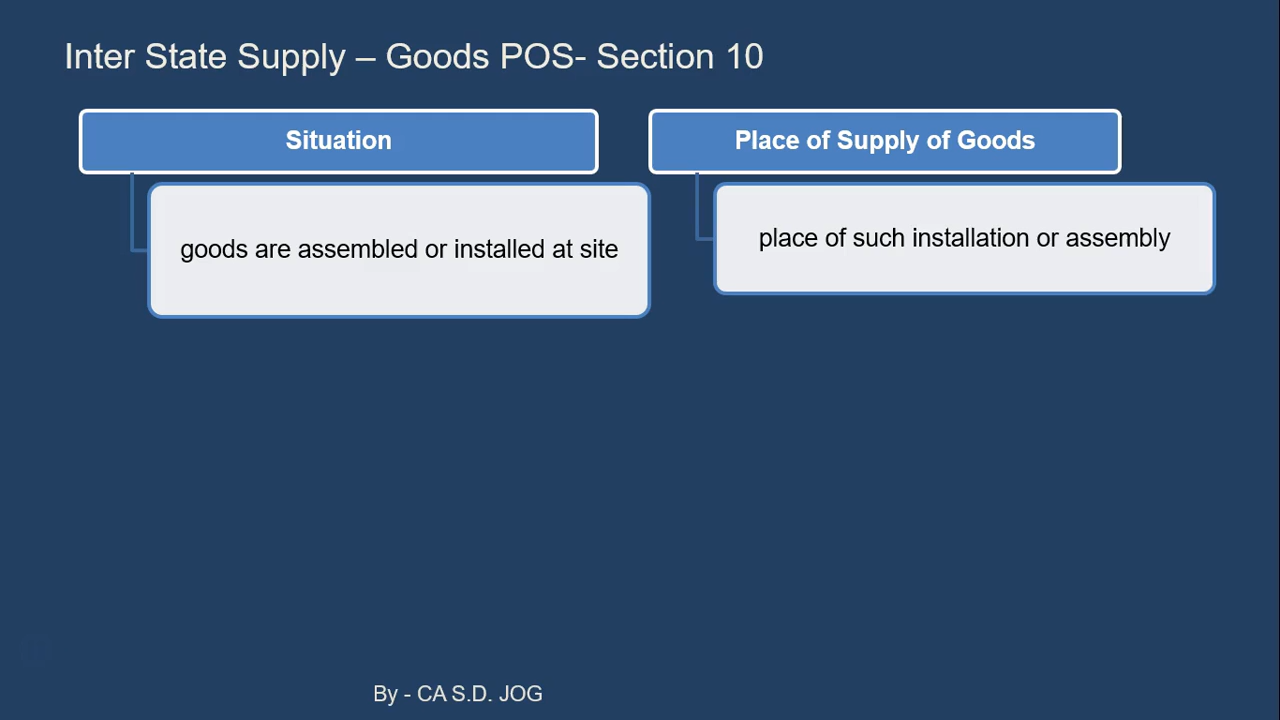 Inter State Supply – Goods POS- Section 10
Situation
Place of Supply of Goods
goods are assembled or installed at site
place of such installation or assembly
By - CA S.D. JOG